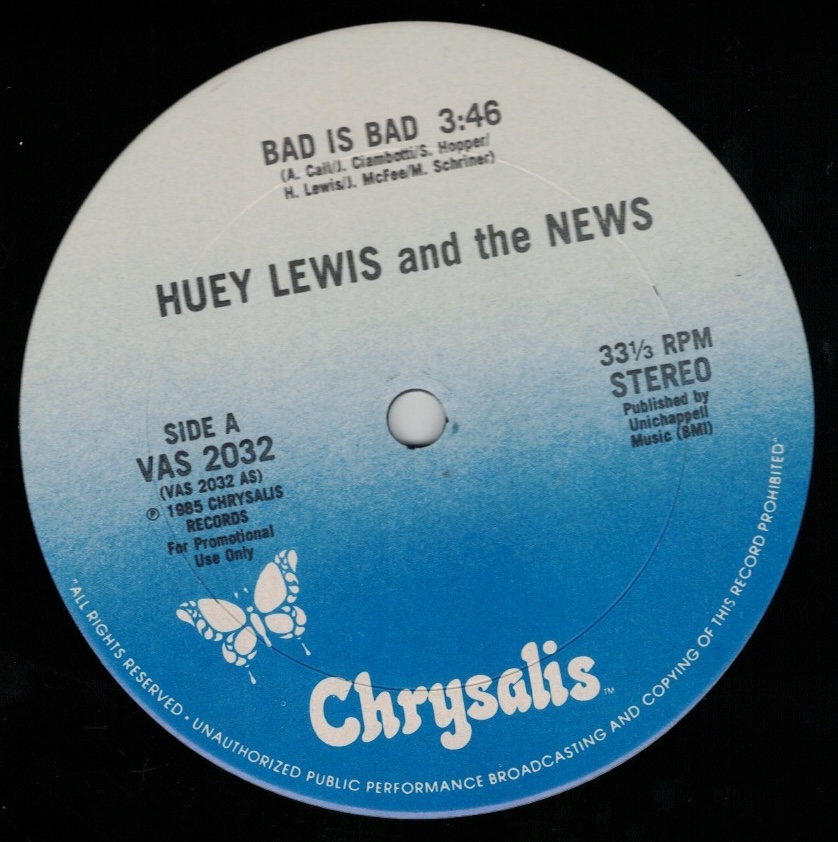 BAD IS BAD 3:46
(A. Call/J. Ciambotti/S. Hopper/
H. Lewis/J. McFee/M. Schriner)
HUEY LEWIS and the NEWS
33⅓ RPM
STEREO
Published by
Unichappell
Music (BMI)
SIDE A
VAS 2032
(VAS 2032 AS)
℗ 1985 CHRYSALIS
RECORDS
For Promotional
Use Only
Chrysalis™
"ALL RIGHTS RESERVED • UNAUTHORIZED PUBLIC PERFORMANCE BROADCASTING AND COPYING OF THIS RECORD PROHIBITED"